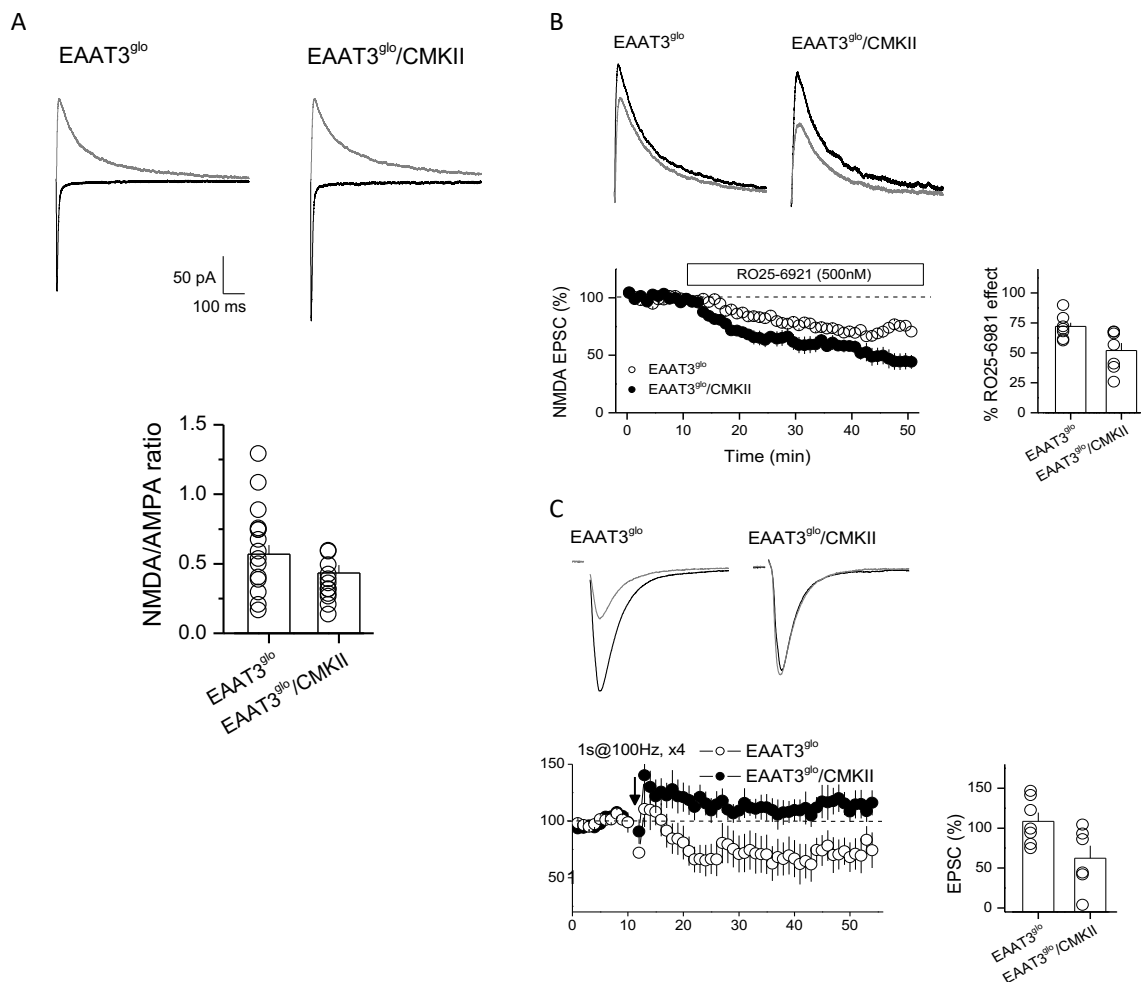 A
EAAT3glo
EAAT3glo/CMKII
50 pA
100 ms
NMDA/AMPA ratio
1.5
1.0
0.5
0.0
EAAT3glo
EAAT3glo/CMKII
B
EAAT3glo
EAAT3glo/CMKII
RO25-6921 (500nM)
NMDA EPSC (%)
100
50
0
EAAT3glo
EAAT3glo/CMKII
0 10 20 30 40 50
Time (min)
% RO25-6981 effect
100
75
50
25
0
EAAT3glo
EAAT3glo/CMKII
C
EAAT3glo
EAAT3glo/CMKII
1s@100Hz, x4
EAAT3glo
EAAT3glo/CMKII
150
100
50
0 10 20 30 40 50
EPSC (%)
150
100
50
0
EAAT3glo
EAAT3glo/CMKII